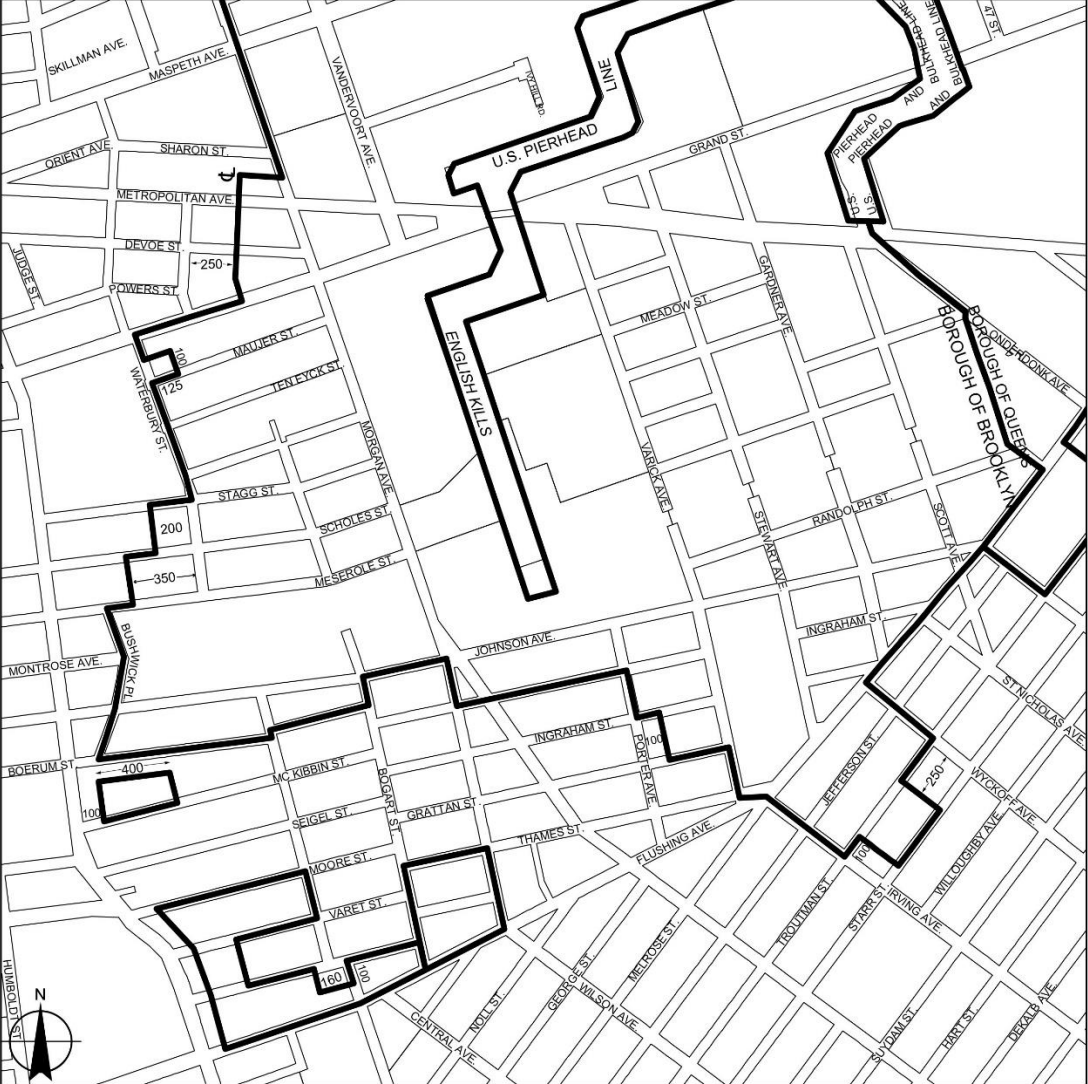 47 ST.
SKILLMAN AVE.
MASPETH AVE.
VANDERVOORT AVE.
IVY HILL RD.
LINE
BULKHEAD LINE
BULKHEAD LINE
AND
AND
PIERHEAD
PIERHEAD
U.S.
U.S.
U.S. PIERHEAD
GRAND ST.
ORIENT AVE.
SHARON ST.
METROPOLITAN AVE.
DEVOE ST.
250
JUDGE ST.
POWERS ST.
GARDNER AVE.
MEADOW ST.
BOROUGH OF QUEENS
BOROUGH OF BROOKLYN
ONDERDONK AVE
MAUJER ST.
100
125
TEN EYCK ST.
WATERBURY ST.
ENGLISH KILLS
MORGAN AVE.
VARICK AVE.
STAGG ST.
200
SCHOLES ST.
RANDOLPH ST.
STEWART AVE.
SCOTT AVE.
350
MESEROLE ST.
BUSHWICK PL.
INGRAHAM ST.
JOHNSON AVE.
MONTROSE AVE.
ST NICHOLAS AVE.
INGRAHAM ST.
PORTER AVE.
100
JEFFERSON ST.
250
WYCKOFF AVE.
BOERUM ST.
400
100
MC KIBBIN ST.
BOGART ST.
GRATTAN ST.
SEIGEL ST.
THAMES ST.
FLUSHING AVE.
100
WILLOUGHBY AVE.
MOORE ST.
VARET ST.
TROUTMAN ST.
STARR ST.
IRVING AVE.
160
100
HUMBOLDT ST
N
CENTRAL AVE.
NOLL ST.
GEORGE ST.
MELROSE ST.
WILSON AVE.
SUYDAM ST.
HART ST.
DEKALB AVE.